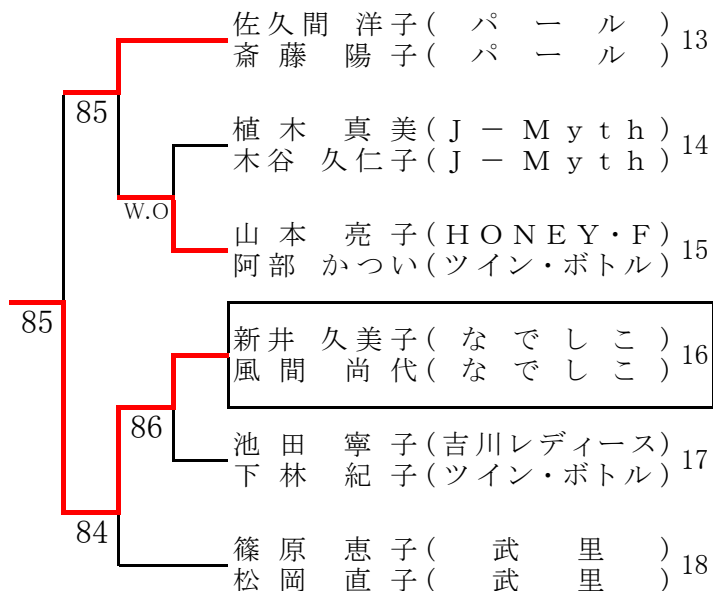 佐久間 洋子(パール)
斎藤 陽子(パール) 13
85
植木 真美(J－Myth)
木谷 久仁子(J－Myth) 14
W.O
山本 亮子(HONEY・F)
阿部 かつい(ツイン・ボトル) 15
85
新井 久美子(なでしこ)
風間 尚代(なでしこ) 16
86
池田 寧子(吉川レディース)
下林 紀子(ツイン・ボトル) 17
84
篠原 恵子(武里)
松岡 直子(武里) 18